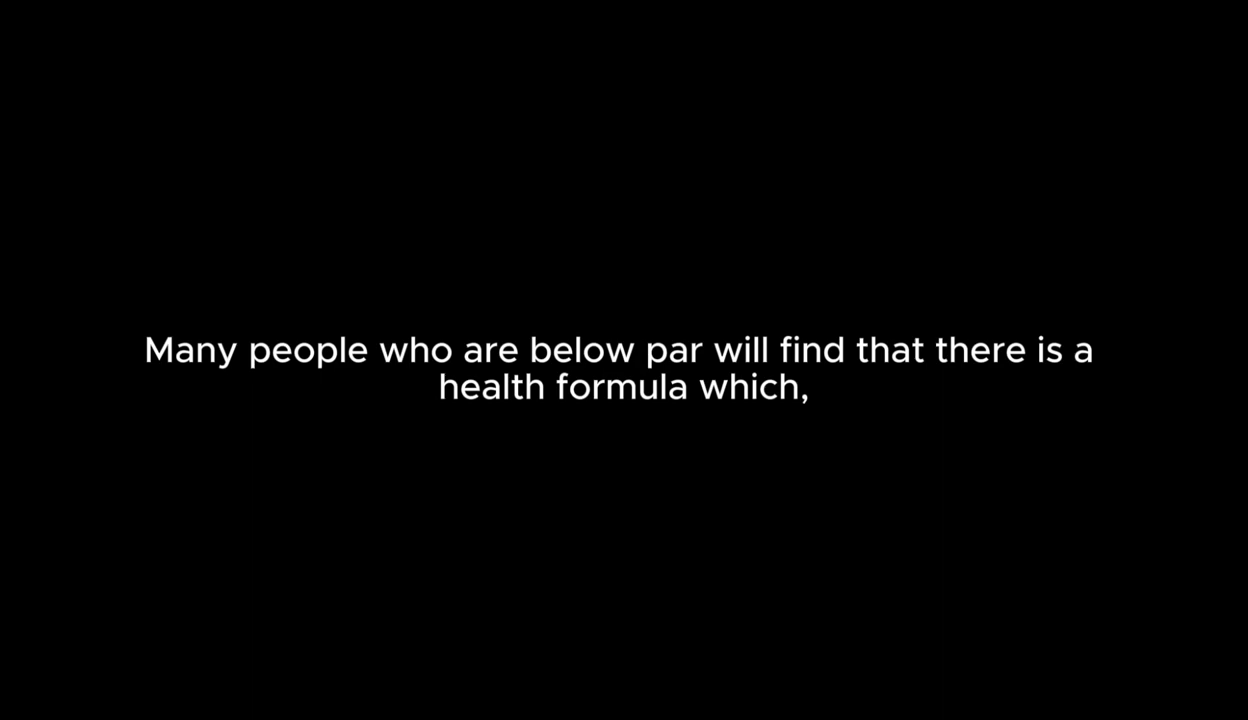 Many people who are below par will find that there is a
health formula which,